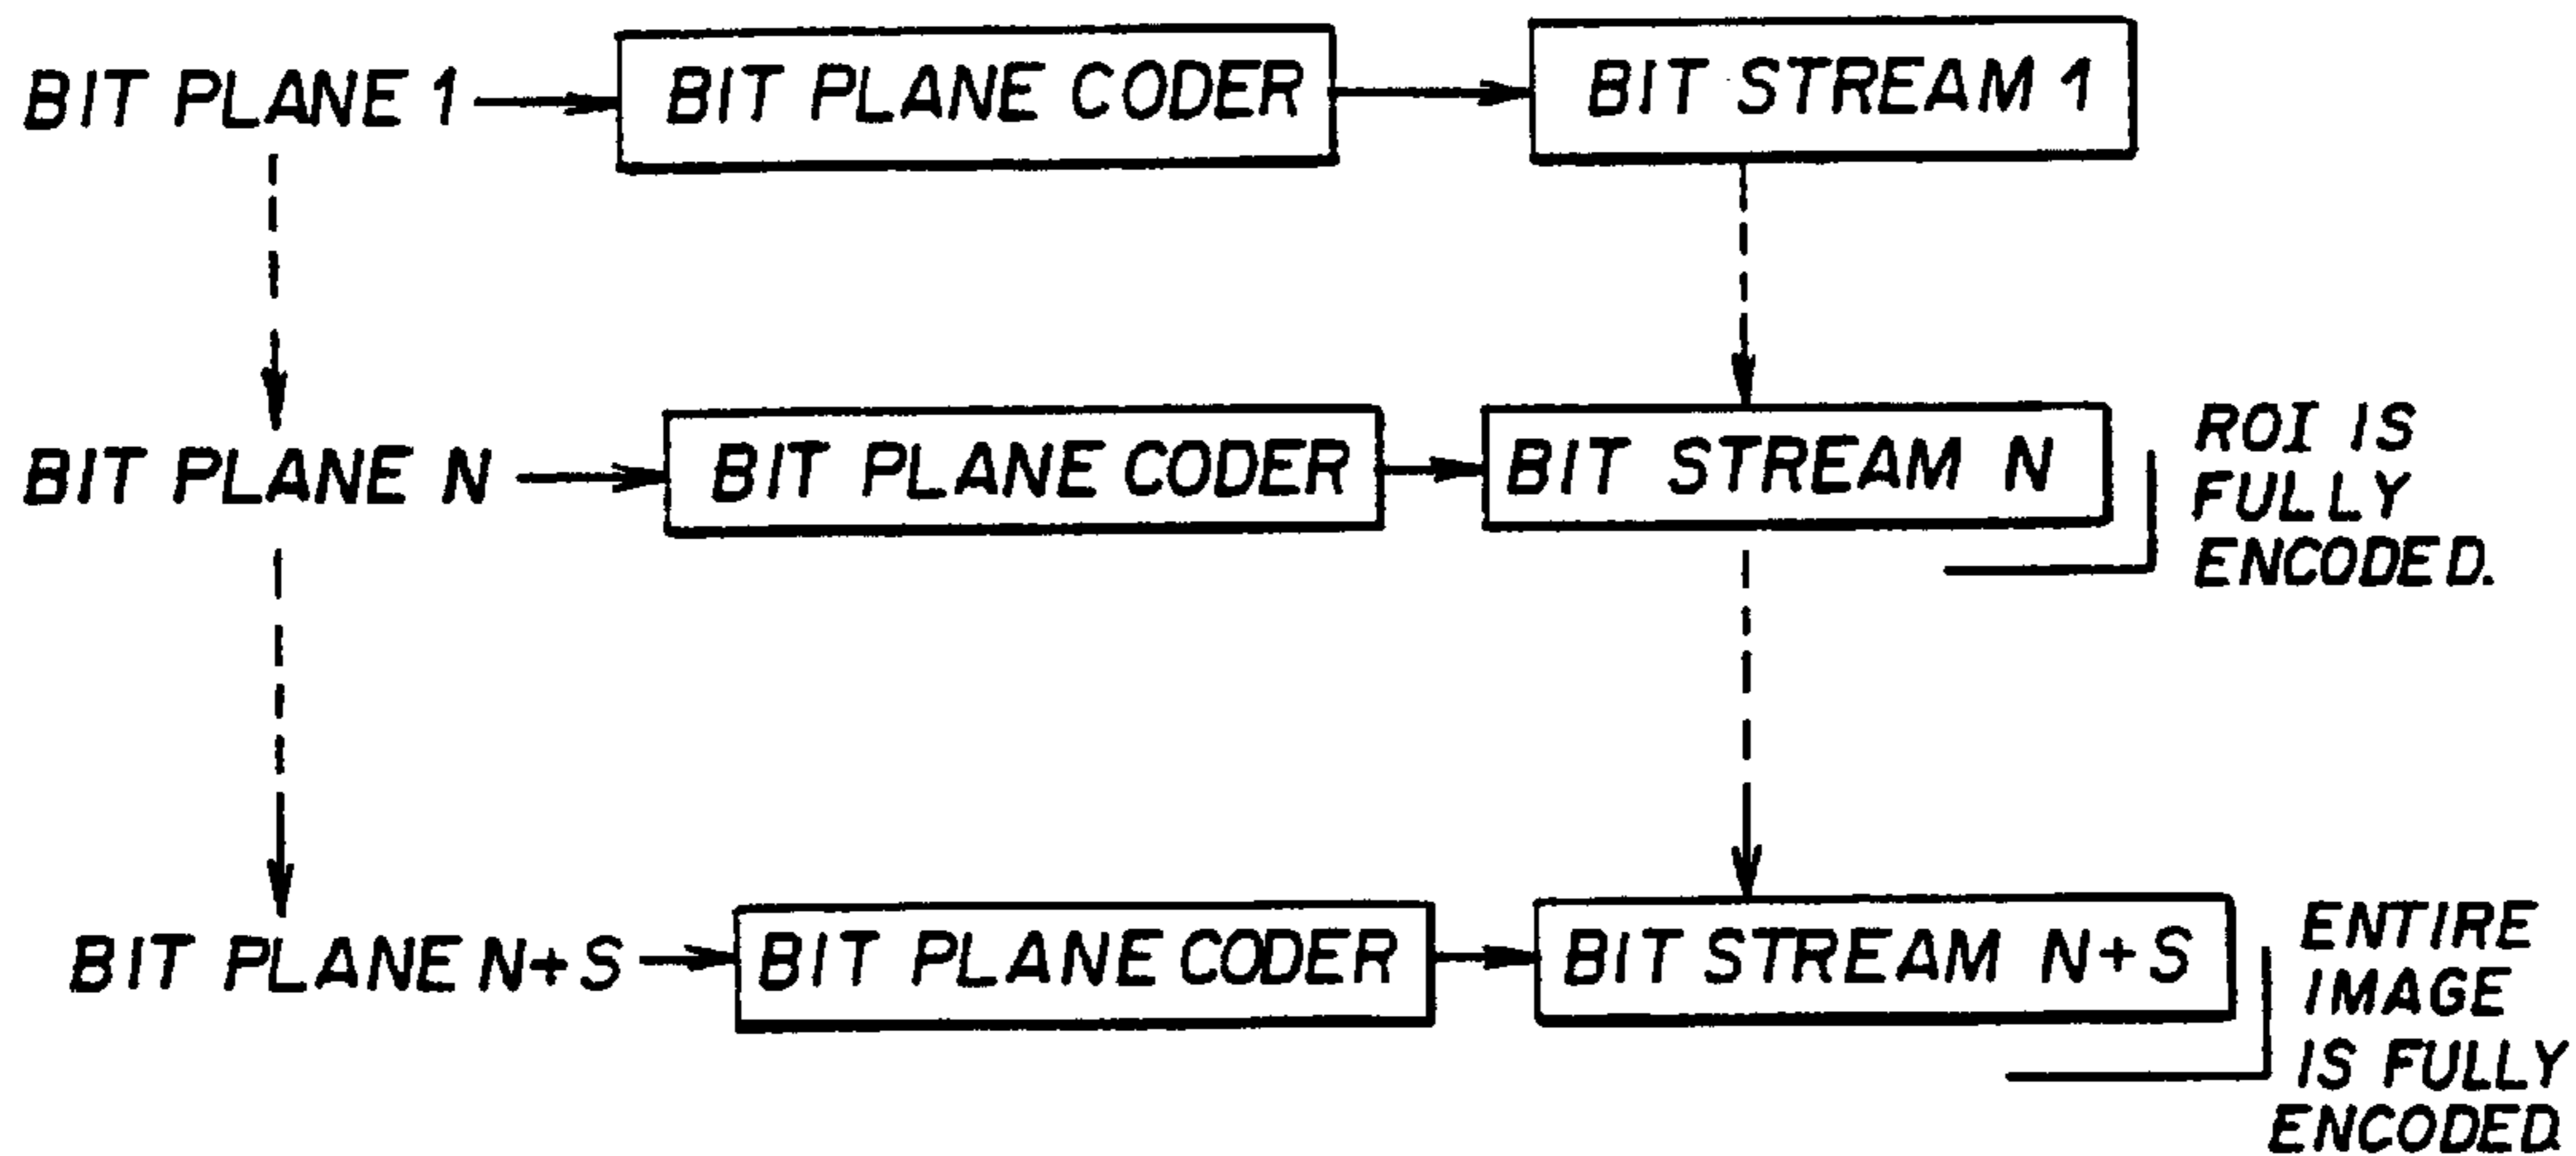 BIT PLANE 1
BIT PLANE CODER
BIT STREAM 1
BIT PLANE N
BIT PLANE CODER
BIT STREAM N
ROI IS
FULLY
ENCODED.
BIT PLANE N+S
BIT PLANE CODER
BIT STREAM N+S
ENTIRE
IMAGE
IS FULLY
ENCODED.